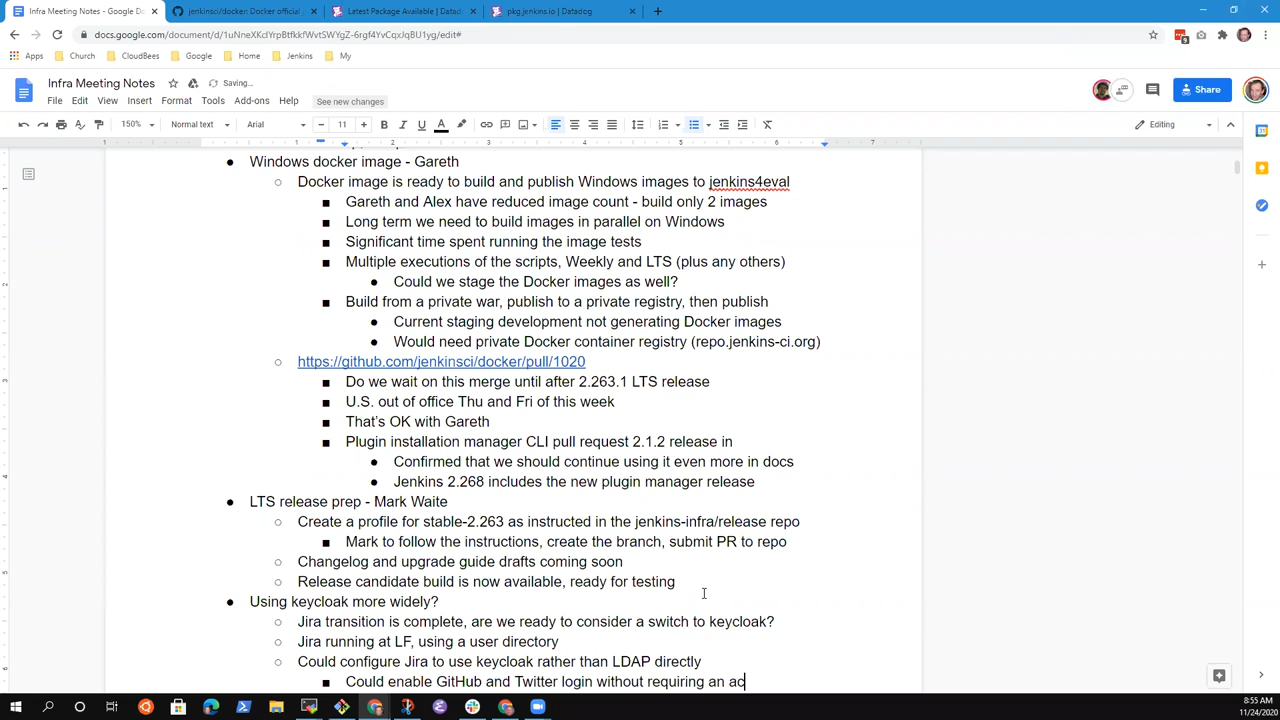 Infra Meeting Notes - Google Do
jenkinsci/docker: Docker official
Latest Package Available | Datad
pkg.jenkins.io | Datadog
docs.google.com/document/d/1uNneXKcIYrpBtfkkfWvtSWYgZ-6rgf4YvCqxJqBU1yg/edit#
Apps
Church
CloudBees
Google
Home
Jenkins
My
Infra Meeting Notes
Saving...
File Edit View Insert Format Tools Add-ons Help
See new changes
Share
150%
Normal text
Arial
11
Editing
Windows docker image - Gareth
Docker image is ready to build and publish Windows images to jenkins4eval
Gareth and Alex have reduced image count - build only 2 images
Long term we need to build images in parallel on Windows
Significant time spent running the image tests
Multiple executions of the scripts, Weekly and LTS (plus any others)
Could we stage the Docker images as well?
Build from a private war, publish to a private registry, then publish
Current staging development not generating Docker images
Would need private Docker container registry (repo.jenkins-ci.org)
https://github.com/jenkinsci/docker/pull/1020
Do we wait on this merge until after 2.263.1 LTS release
U.S. out of office Thu and Fri of this week
That's OK with Gareth
Plugin installation manager CLI pull request 2.1.2 release in
Confirmed that we should continue using it even more in docs
Jenkins 2.268 includes the new plugin manager release
LTS release prep - Mark Waite
Create a profile for stable-2.263 as instructed in the jenkins-infra/release repo
Mark to follow the instructions, create the branch, submit PR to repo
Changelog and upgrade guide drafts coming soon
Release candidate build is now available, ready for testing
Using keycloak more widely?
Jira transition is complete, are we ready to consider a switch to keycloak?
Jira running at LF, using a user directory
Could configure Jira to use keycloak rather than LDAP directly
Could enable GitHub and Twitter login without requiring an ac
8:55 AM
11/24/2020